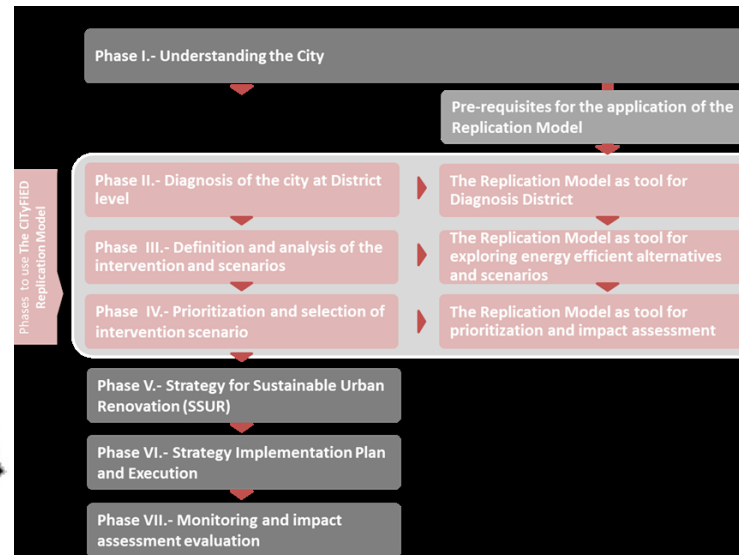 Phase I.- Understanding the City
Pre-requisites for the application of the
Replication Model
Phases to use The CITyFIED
Replication Model
Phase II.- Diagnosis of the city at District
level
The Replication Model as tool for
Diagnosis District
Phase III.- Definition and analysis of the
intervention and scenarios
The Replication Model as tool for
exploring energy efficient alternatives
and scenarios
Phase IV.- Prioritization and selection of
intervention scenario
The Replication Model as tool for
prioritization and impact assessment
Phase V.- Strategy for Sustainable Urban
Renovation (SSUR)
Phase VI.- Strategy Implementation Plan
and Execution
Phase VII.- Monitoring and impact
assessment evaluation